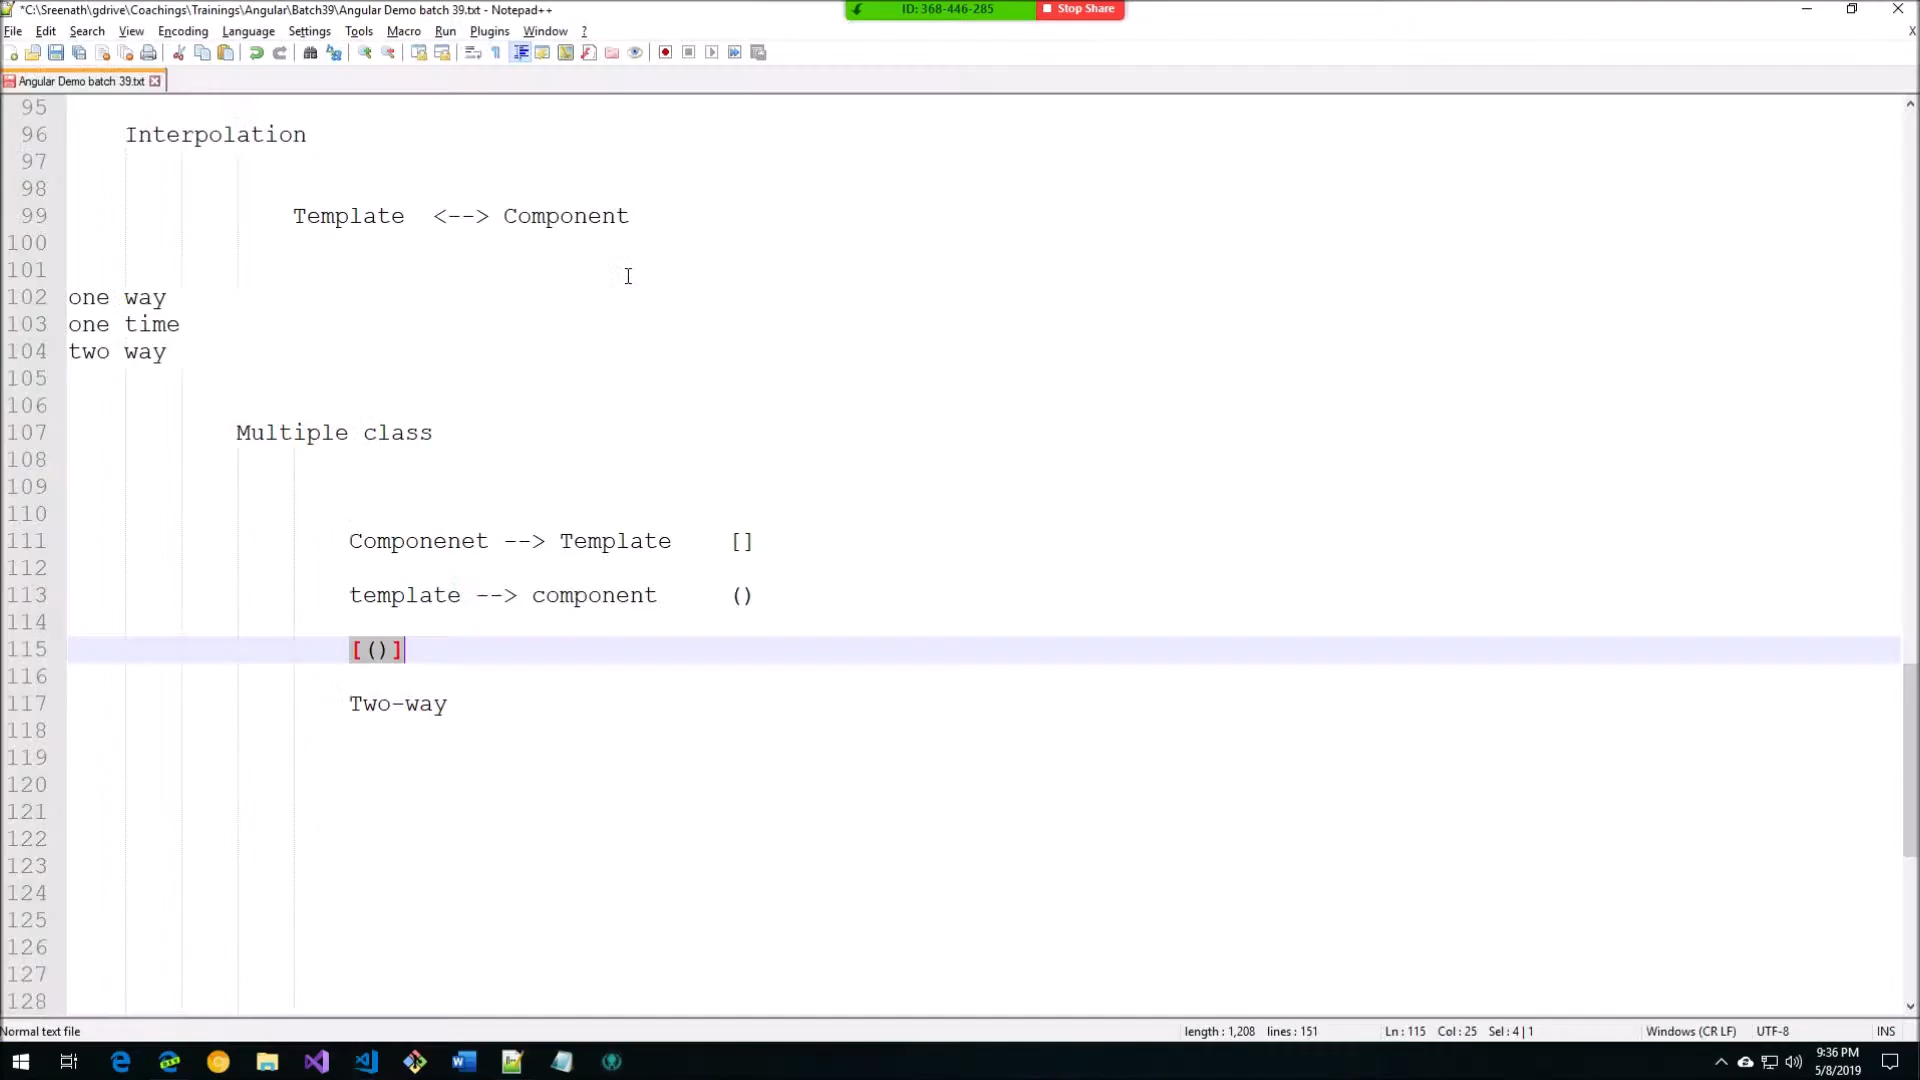 *C:\Sreenath\gdrive\Coachings\Trainings\Angular\Batch39\Angular Demo batch 39.txt - Notepad++
ID: 368-446-285
Stop Share
File Edit Search View Encoding Language Settings Tools Macro Run Plugins Window ?
X
Angular Demo batch 39.txt
95
96 Interpolation
97
98
99 Template <--> Component
100
101
102 one way
103 one time
104 two way
105
106
107 Multiple class
108
109
110
111 Componenet --> Template []
112
113 template --> component ()
114
115 [()]
116
117 Two-way
118
119
120
121
122
123
124
125
126
127
128
Normal text file length : 1,208 lines : 151 Ln : 115 Col : 25 Sel : 4 | 1 Windows (CR LF) UTF-8 INS
9:36 PM
5/8/2019